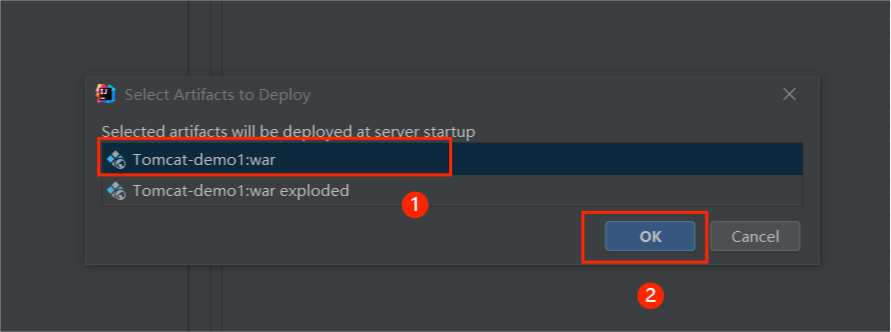 Select Artifacts to Deploy
Selected artifacts will be deployed at server startup
Tomcat-demo1:war
Tomcat-demo1:war exploded
1
OK
Cancel
2